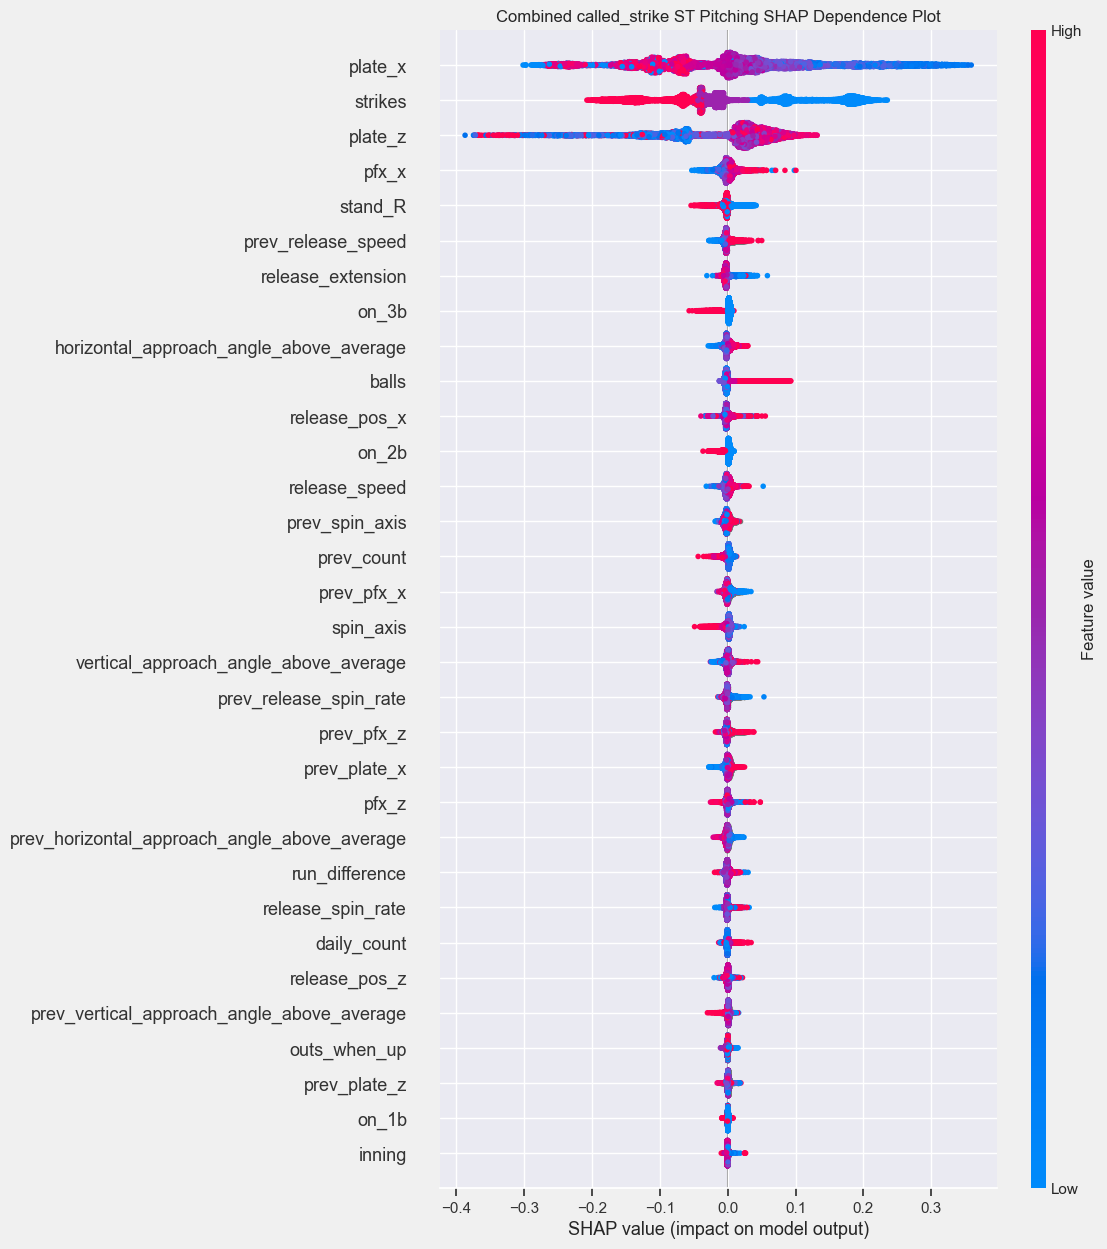 Combined called_strike ST Pitching SHAP Dependence Plot
High
plate_x
strikes
plate_z
pfx_x
stand_R
prev_release_speed
release_extension
on_3b
horizontal_approach_angle_above_average
balls
release_pos_x
on_2b
release_speed
prev_spin_axis
prev_count
prev_pfx_x
spin_axis
vertical_approach_angle_above_average
prev_release_spin_rate
prev_pfx_z
prev_plate_x
pfx_z
prev_horizontal_approach_angle_above_average
run_difference
release_spin_rate
daily_count
release_pos_z
prev_vertical_approach_angle_above_average
outs_when_up
prev_plate_z
on_1b
inning
Feature value
Low
−0.4 −0.3 −0.2 −0.1 0.0 0.1 0.2 0.3
SHAP value (impact on model output)